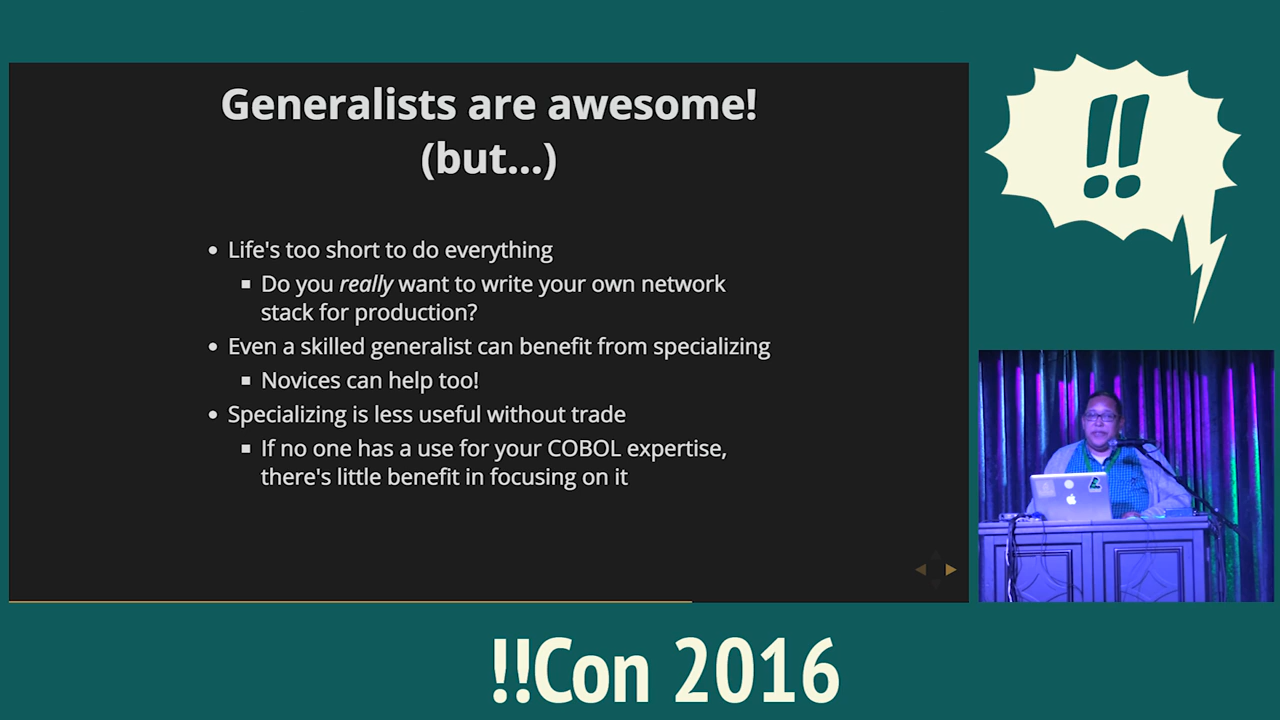 Generalists are awesome!
(but...)
• Life's too short to do everything
▪ Do you really want to write your own network
stack for production?
• Even a skilled generalist can benefit from specializing
▪ Novices can help too!
• Specializing is less useful without trade
▪ If no one has a use for your COBOL expertise,
there's little benefit in focusing on it
!!
!!Con 2016